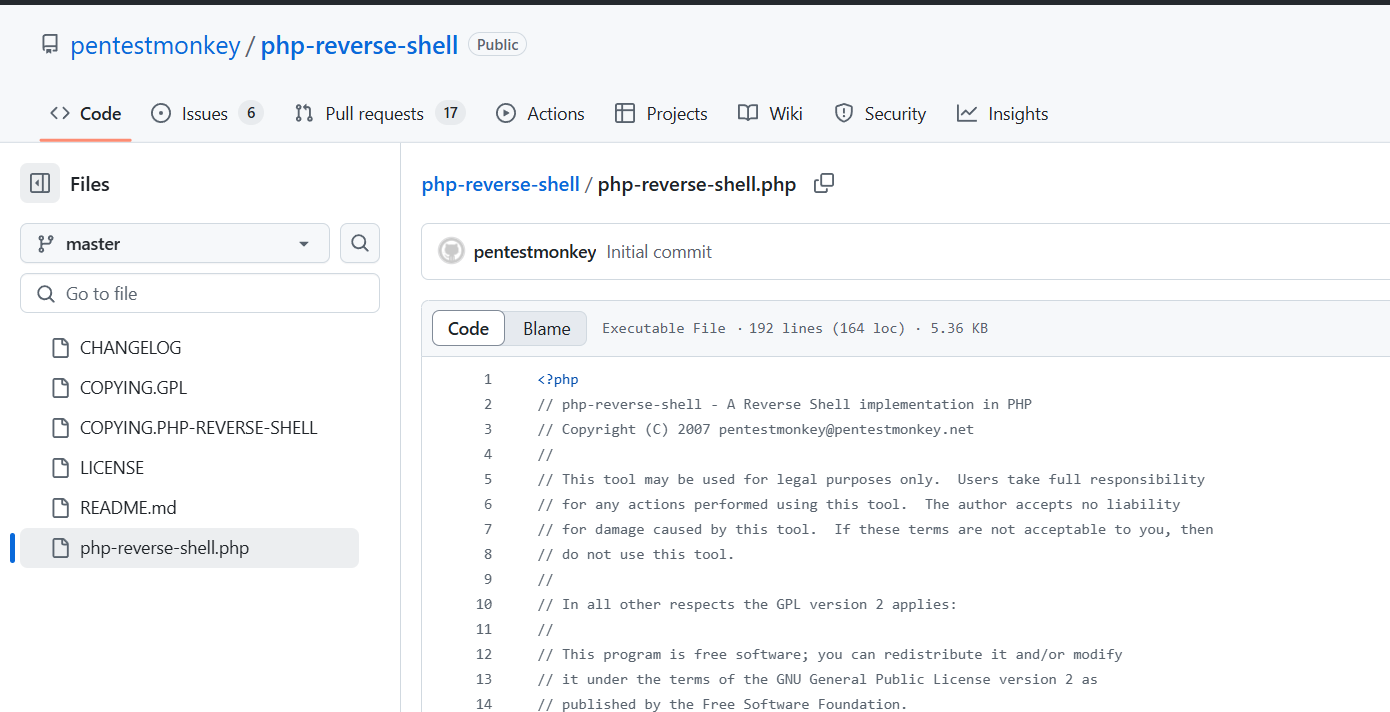 pentestmonkey / php-reverse-shell Public
Code Issues 6 Pull requests 17 Actions Projects Wiki Security Insights
Files
master
Go to file
CHANGELOG
COPYING.GPL
COPYING.PHP-REVERSE-SHELL
LICENSE
README.md
php-reverse-shell.php
php-reverse-shell / php-reverse-shell.php
pentestmonkey Initial commit
Code Blame Executable File · 192 lines (164 loc) · 5.36 KB
1 <?php
2 // php-reverse-shell - A Reverse Shell implementation in PHP
3 // Copyright (C) 2007 pentestmonkey@pentestmonkey.net
4 //
5 // This tool may be used for legal purposes only.  Users take full responsibility
6 // for any actions performed using this tool.  The author accepts no liability
7 // for damage caused by this tool.  If these terms are not acceptable to you, then
8 // do not use this tool.
9 //
10 // In all other respects the GPL version 2 applies:
11 //
12 // This program is free software; you can redistribute it and/or modify
13 // it under the terms of the GNU General Public License version 2 as
14 // published by the Free Software Foundation.